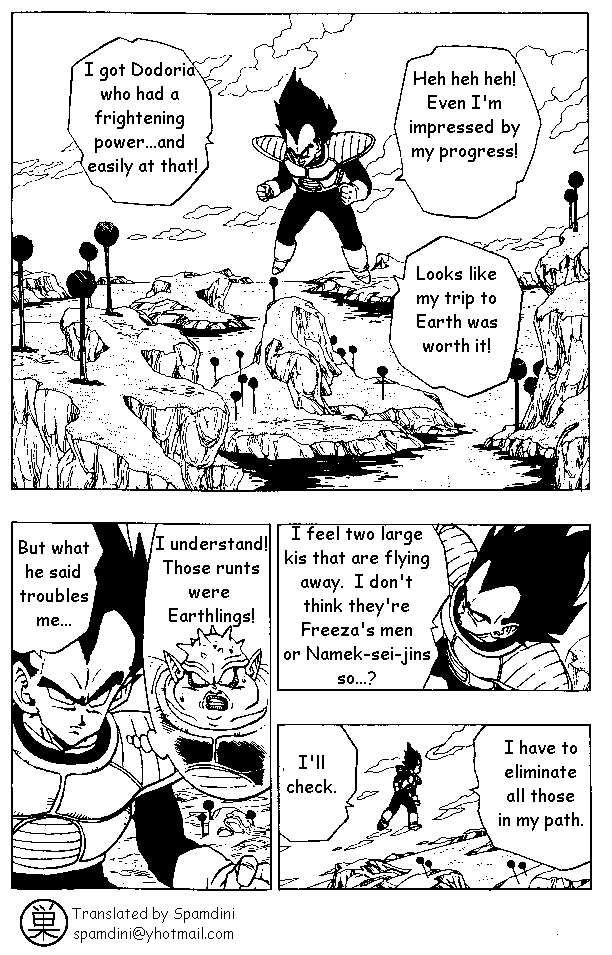 Heh heh heh!
Even I'm
impressed by
my progress!
I got Dodoria
who had a
frightening
power...and
easily at that!
Looks like
my trip to
Earth was
worth it!
I feel two large
kis that are flying
away. I don't
think they're
Freeza's men
or Namek-sei-jins
so...?
I have to
eliminate
all those
in my path.
I'll
check.
I understand!
Those runts
were
Earthlings!
But what
he said
troubles
me...
巣
Translated by Spamdini
spamdini@yhotmail.com